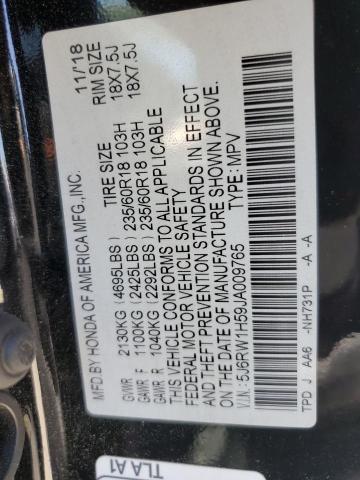 MFD.BY HONDA OF AMERICA MFG.,INC. 11/18
TIRE SIZE RIM SIZE
GVWR 2130KG (4695LBS)
GAWR F 1100KG (2425LBS) 235/60R18 103H 18X7.5J
GAWR R 1040KG (2292LBS) 235/60R18 103H 18X7.5J
THIS VEHICLE CONFORMS TO ALL APPLICABLE
FEDERAL MOTOR VEHICLE SAFETY
AND THEFT PREVENTION STANDARDS IN EFFECT
ON THE DATE OF MANUFACTURE SHOWN ABOVE.
V.I.N.: 5J6RW1H59JA009765 TYPE: MPV
TPD J AA6 -NH731P -A -A
TLA A1